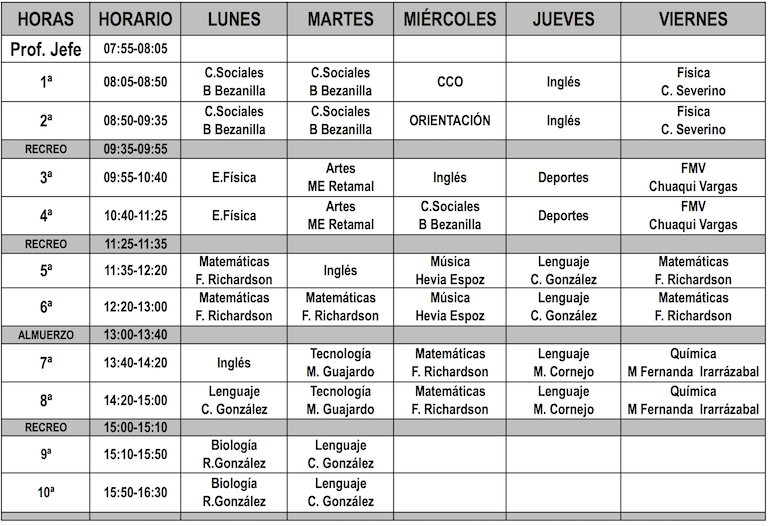 HORAS HORARIO LUNES MARTES MIÉRCOLES JUEVES VIERNES
Prof. Jefe 07:55-08:05
1ª 08:05-08:50 C.Sociales B Bezanilla C.Sociales B Bezanilla CCO Inglés Fisica C. Severino
2ª 08:50-09:35 C.Sociales B Bezanilla C.Sociales B Bezanilla ORIENTACIÓN Inglés Fisica C. Severino
RECREO 09:35-09:55
3ª 09:55-10:40 E.Física Artes ME Retamal Inglés Deportes FMV Chuaqui Vargas
4ª 10:40-11:25 E.Física Artes ME Retamal C.Sociales B Bezanilla Deportes FMV Chuaqui Vargas
RECREO 11:25-11:35
5ª 11:35-12:20 Matemáticas F. Richardson Inglés Música Hevia Espoz Lenguaje C. González Matemáticas F. Richardson
6ª 12:20-13:00 Matemáticas F. Richardson Matemáticas F. Richardson Música Hevia Espoz Lenguaje C. González Matemáticas F. Richardson
ALMUERZO 13:00-13:40
7ª 13:40-14:20 Inglés Tecnología M. Guajardo Matemáticas F. Richardson Lenguaje M. Cornejo Química M Fernanda Irarrázabal
8ª 14:20-15:00 Lenguaje C. González Tecnología M. Guajardo Matemáticas F. Richardson Lenguaje M. Cornejo Química M Fernanda Irarrázabal
RECREO 15:00-15:10
9ª 15:10-15:50 Biología R.González Lenguaje C. González
10ª 15:50-16:30 Biología R.González Lenguaje C. González